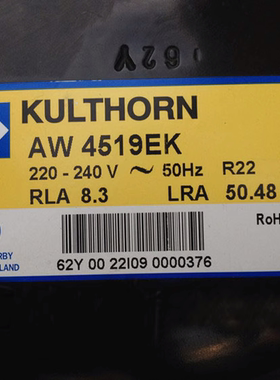 62Y
KULTHORN
AW 4519EK
220 - 240 V ~ 50Hz R22
RLA 8.3 LRA 50.48
RoH
RBY
LAND
62Y 00 22I09 0000376